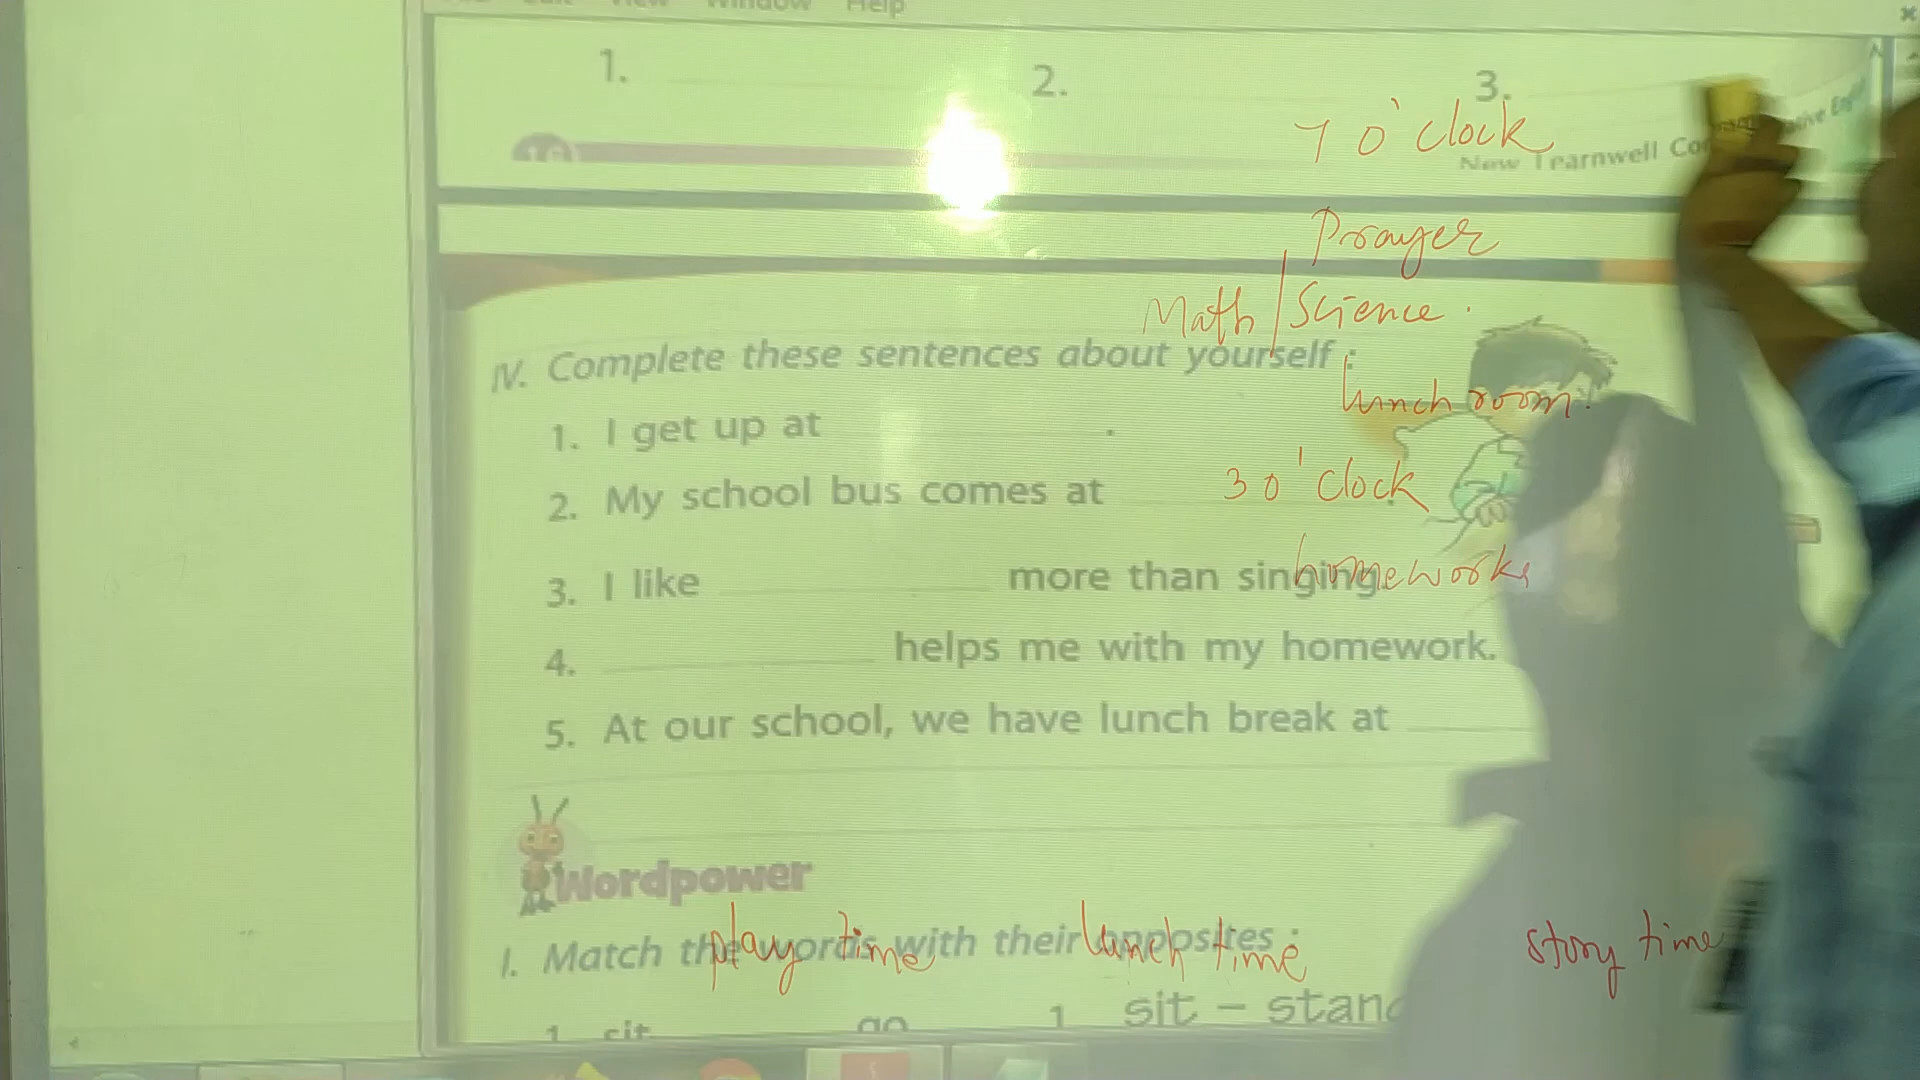 Window Help
1. 2. 3.
7 o'clock
16 New Learnwell
Prayer
Math / Science.
IV. Complete these sentences about yourself :
lunch room
1. I get up at .
3 o'clock
2. My school bus comes at
3. I like more than singing.
homeworks
4. helps me with my homework.
5. At our school, we have lunch break at
Wordpower
play time lunch time story time
I. Match the words with their opposites :
1 sit go 1 sit – stand